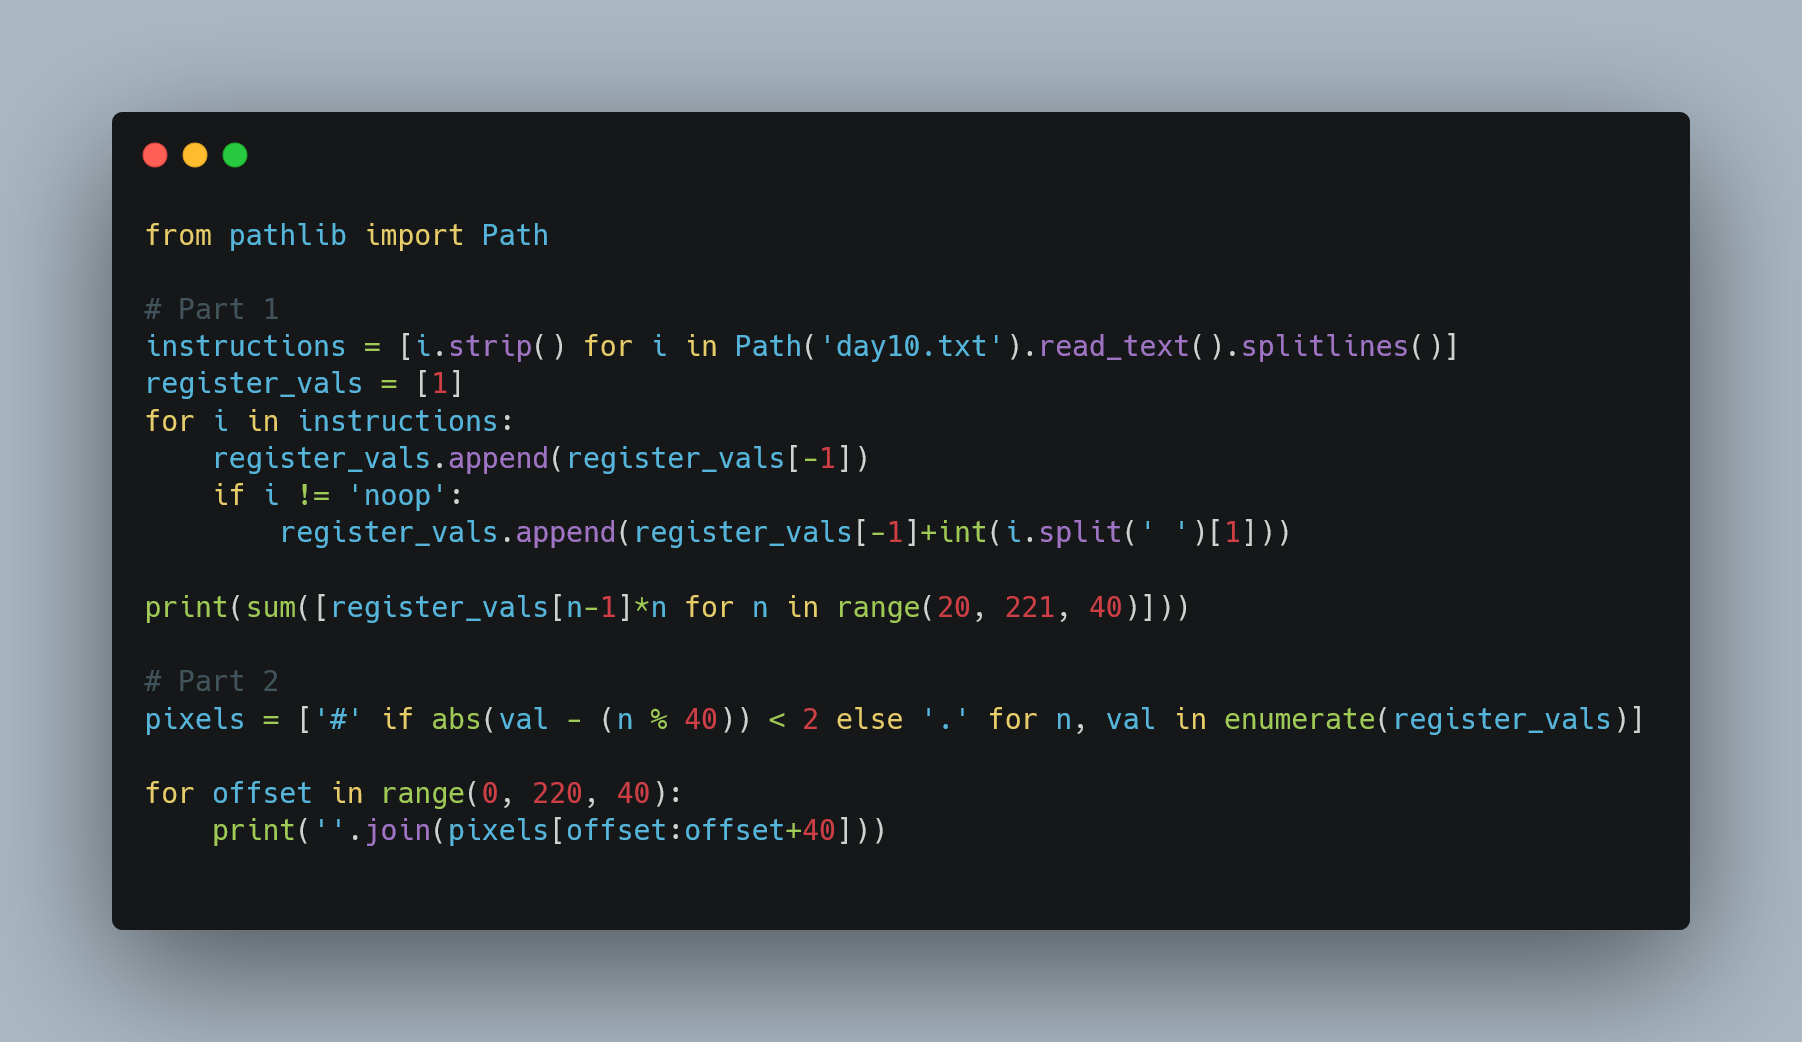 from pathlib import Path

# Part 1
instructions = [i.strip() for i in Path('day10.txt').read_text().splitlines()]
register_vals = [1]
for i in instructions:
    register_vals.append(register_vals[-1])
    if i != 'noop':
        register_vals.append(register_vals[-1]+int(i.split(' ')[1]))

print(sum([register_vals[n-1]*n for n in range(20, 221, 40)]))

# Part 2
pixels = ['#' if abs(val - (n % 40)) < 2 else '.' for n, val in enumerate(register_vals)]

for offset in range(0, 220, 40):
    print(''.join(pixels[offset:offset+40]))